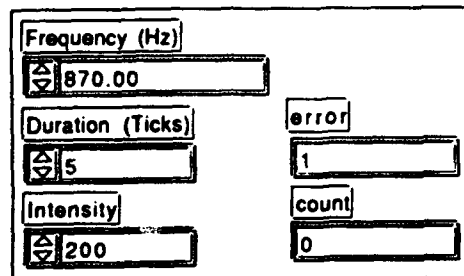 Frequency (Hz)
870.00
Duration (Ticks)
5
error
1
Intensity
200
count
0